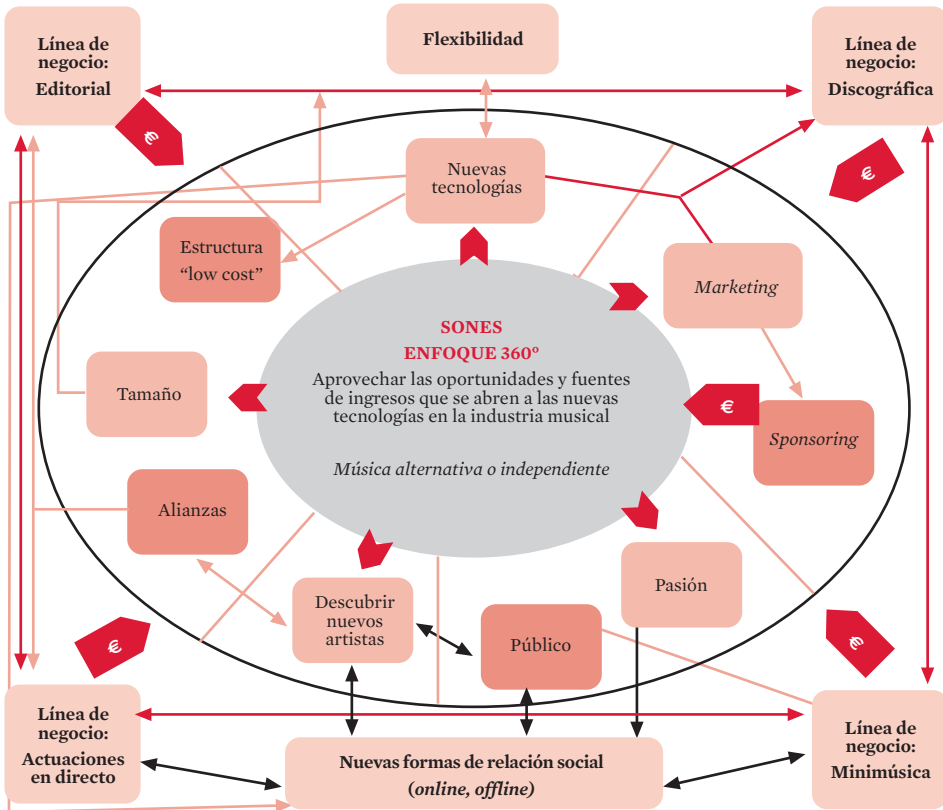 Línea de
negocio:
Editorial
Flexibilidad
Línea de
negocio:
Discográfica
€
€
Nuevas
tecnologías
Estructura
“low cost”
Marketing
SONES
ENFOQUE 360º
Aprovechar las oportunidades y fuentes
de ingresos que se abren a las nuevas
tecnologías en la industria musical
Música alternativa o independiente
Tamaño
€
Sponsoring
Alianzas
Descubrir
nuevos
artistas
Público
Pasión
€
€
Línea de
negocio:
Actuaciones
en directo
Nuevas formas de relación social
(online, offline)
Línea de
negocio:
Minimúsica